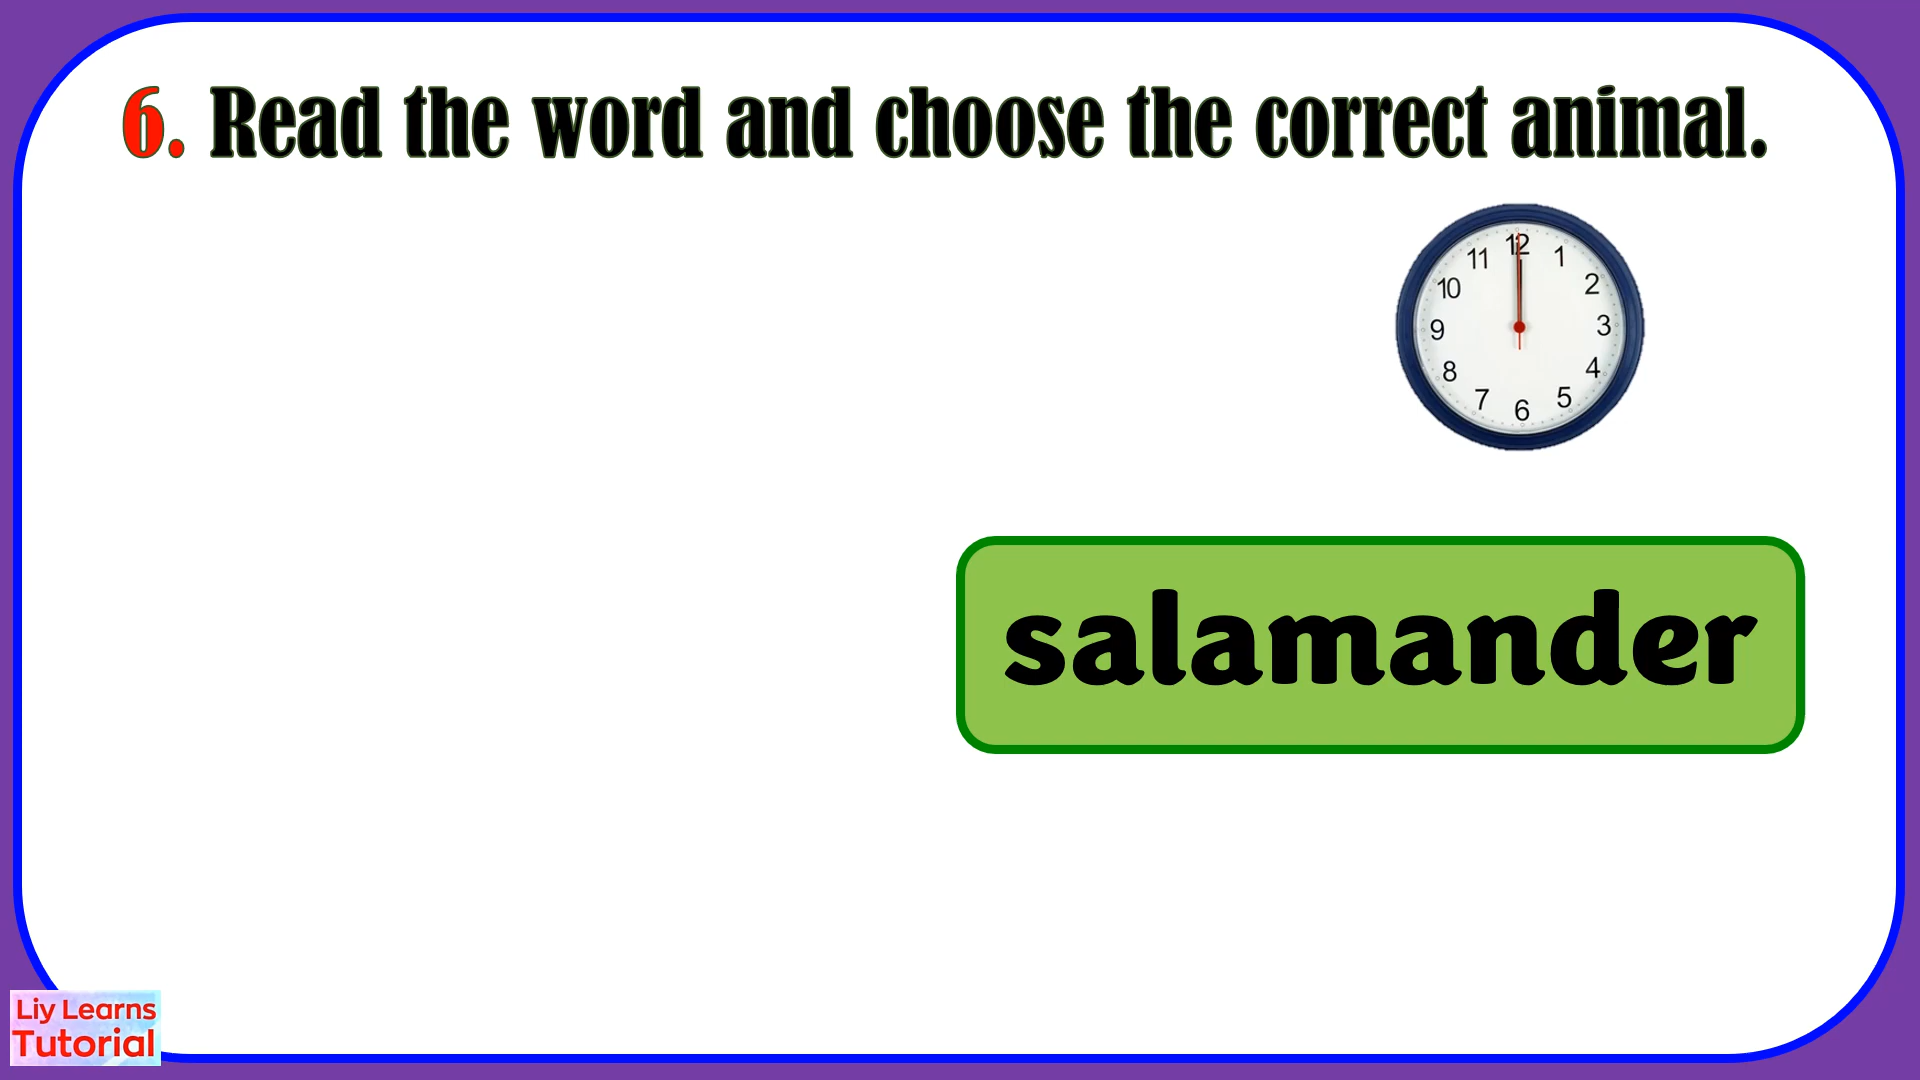 6. Read the word and choose the correct animal.
12
11 1
10 2
9 3
8 4
7 5
6
salamander
Liy Learns
Tutorial